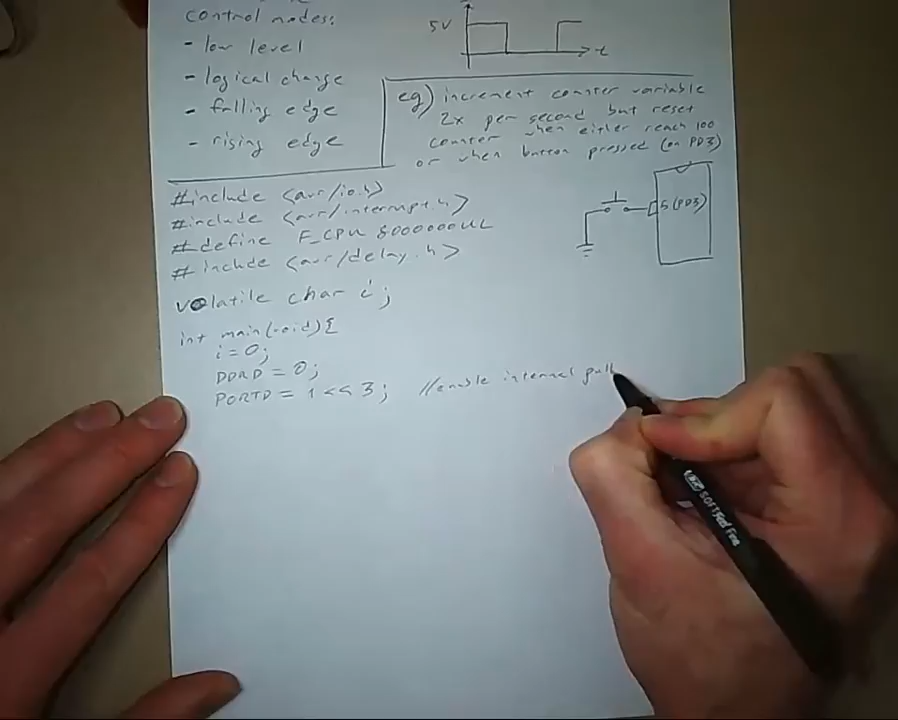 control modes:
- low level
- logical change
- falling edge
- rising edge
5V
t
eg) increment counter variable
2x per second but reset
counter when either reach 100
or when button pressed (on PD3)
5(PD3)
#include <avr/io.h>
#include <avr/interrupt.h>
#define F_CPU 8000000UL
#include <avr/delay.h>
volatile char i;
int main(void){
i=0;
DDRD = 0;
PORTD = 1<<3; //enable internal pull
SOFTFeel Fine